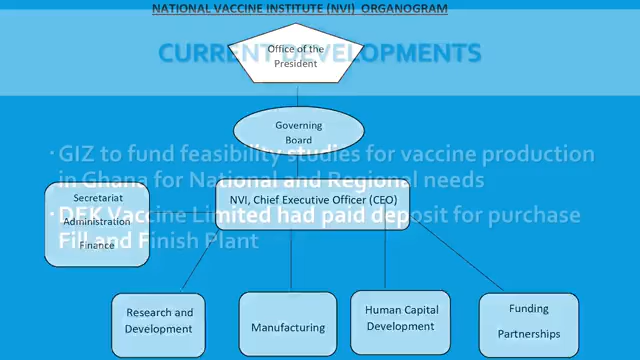 NATIONAL VACCINE INSTITUTE (NVI) ORGANOGRAM
CURRENT DEVELOPMENTS
Office of the
President
Governing
Board
· GIZ to fund feasibility studies for vaccine production
in Ghana for National and Regional needs
· DEK Vaccine Limited had paid deposit for purchase
Fill and Finish Plant
Secretariat
Administration
Finance
NVI, Chief Executive Officer (CEO)
Research and
Development
Manufacturing
Human Capital
Development
Funding
Partnerships